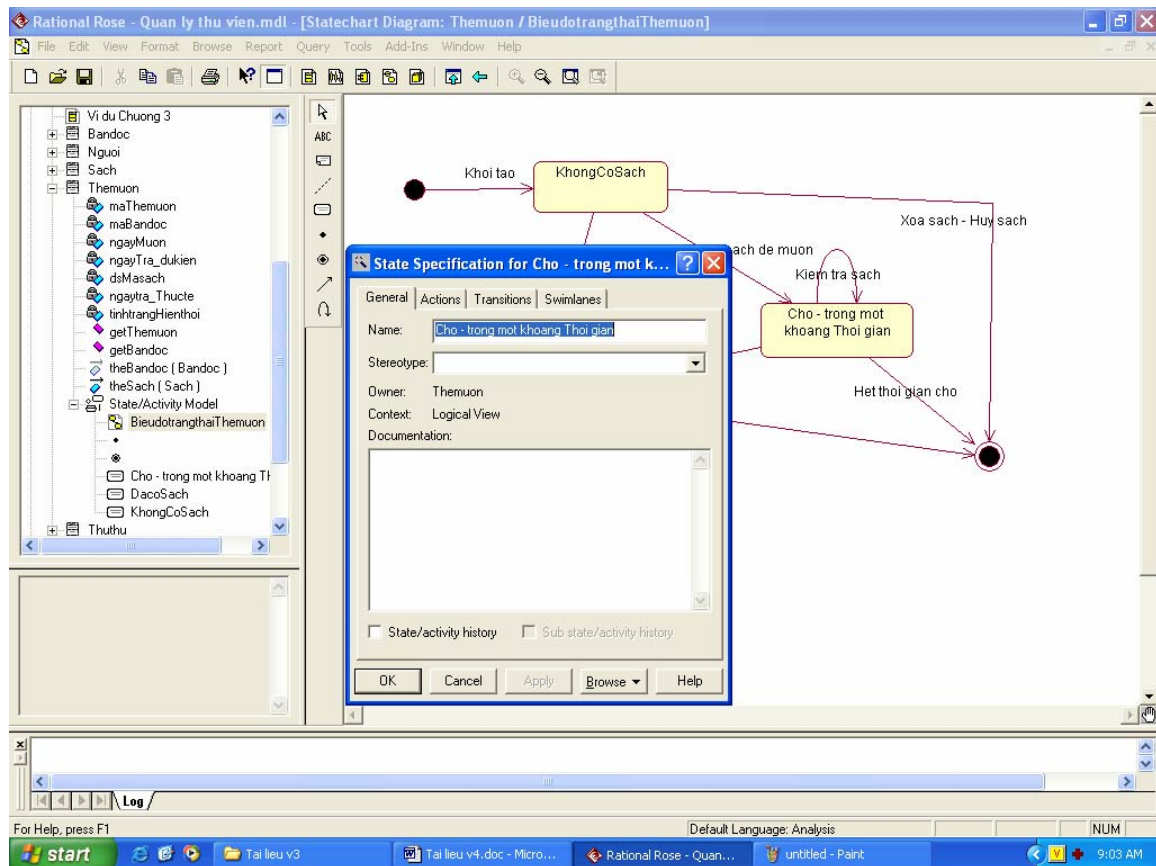 Rational Rose - Quan ly thu vien.mdl - [Statechart Diagram: Themuon / BieudotrangthaiThemuon]
File Edit View Format Browse Report Query Tools Add-Ins Window Help
Vi du Chuong 3
Bandoc
Nguoi
Sach
Themuon
maThemuon
maBandoc
ngayMuon
ngayTra_dukien
dsMasach
ngaytra_Thucte
tinhtrangHienthoi
getThemuon
getBandoc
theBandoc ( Bandoc )
theSach ( Sach )
State/Activity Model
BieudotrangthaiThemuon
Cho - trong mot khoang Th
DacoSach
KhongCoSach
Thuthu
ABC
Khoi tao
KhongCoSach
Xoa sach - Huy sach
ach de muon
Kiem tra sach
Cho - trong mot
khoang Thoi gian
Het thoi gian cho
State Specification for Cho - trong mot k...
General Actions Transitions Swimlanes
Name: Cho - trong mot khoang Thoi gian
Stereotype:
Owner: Themuon
Context: Logical View
Documentation:
State/activity history Sub state/activity history
OK Cancel Apply Browse Help
Log
For Help, press F1 Default Language: Analysis NUM
start Tai lieu v3 Tai lieu v4.doc - Micro... Rational Rose - Quan... untitled - Paint V 9:03 AM